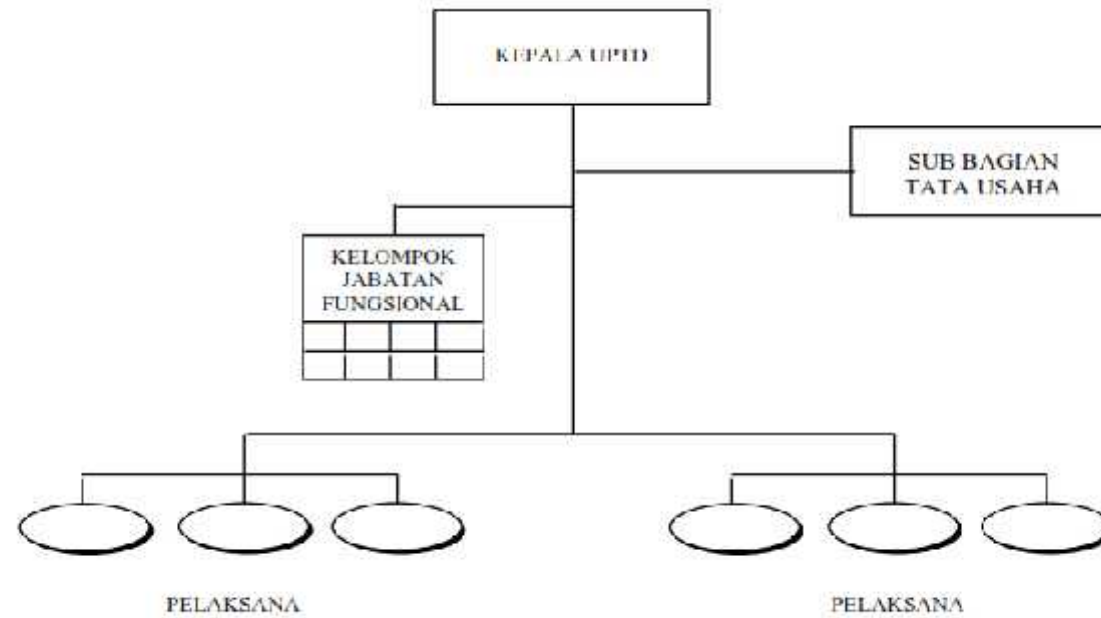 KEPALA UPTD
SUB BAGIAN
TATA USAHA
KELOMPOK
JABATAN
FUNGSIONAL
PELAKSANA
PELAKSANA